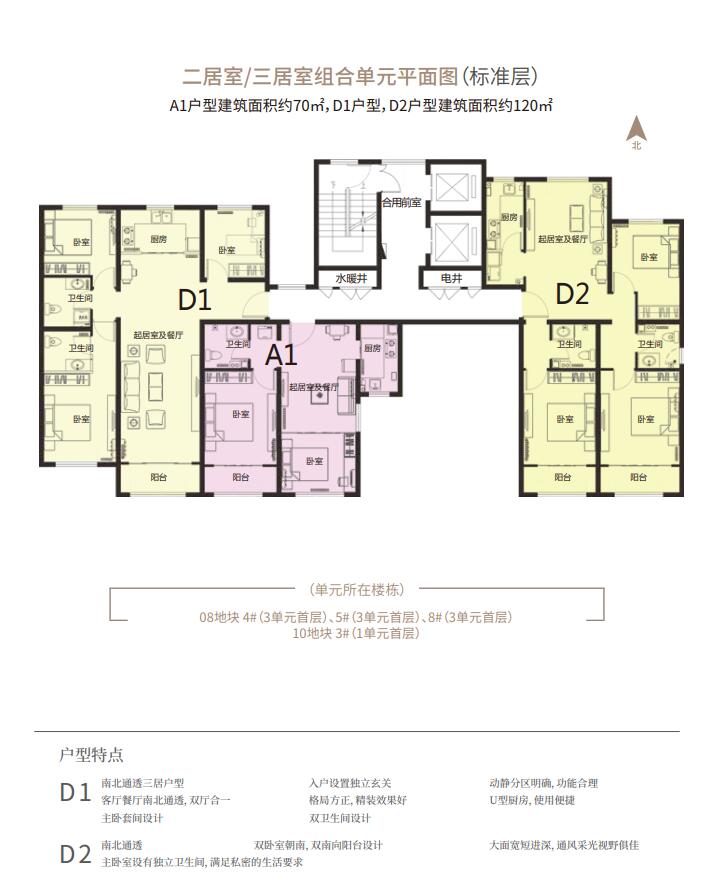 二居室/三居室组合单元平面图(标准层)
A1户型建筑面积约70㎡, D1户型, D2户型建筑面积约120㎡
北
合用前室
水暖井
电井
卧室
厨房
卧室
卫生间
D1
起居室及餐厅
卫生间
卧室
阳台
卫生间
A1
厨房
起居室及餐厅
卧室
卧室
阳台
厨房
起居室及餐厅
卧室
D2
卫生间
卫生间
卧室
卧室
阳台
阳台
(单元所在楼栋)
08地块 4#(3单元首层)、5#(3单元首层)、8#(3单元首层)
10地块 3#(1单元首层)
户型特点
D1
南北通透三居户型
入户设置独立玄关
动静分区明确, 功能合理
客厅餐厅南北通透, 双厅合一
格局方正, 精装效果好
U型厨房, 使用便捷
主卧套间设计
双卫生间设计
D2
南北通透
双卧室朝南, 双南向阳台设计
大面宽短进深, 通风采光视野俱佳
主卧室设有独立卫生间, 满足私密的生活要求